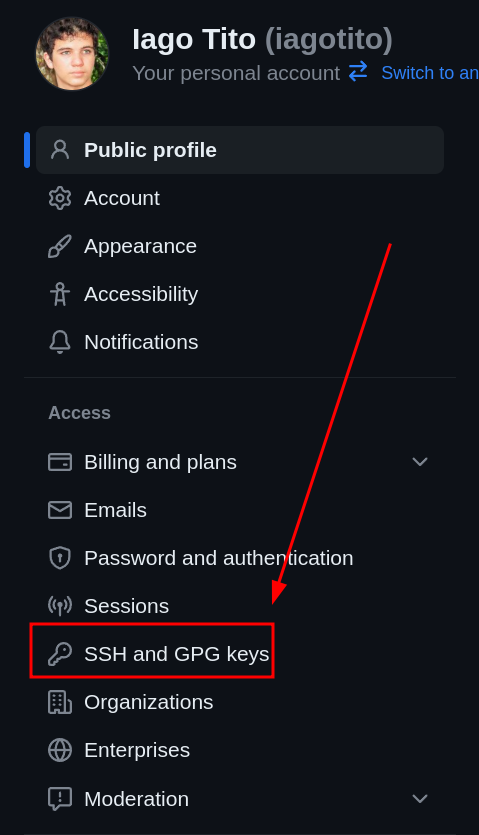 Iago Tito (iagotito)
Your personal account Switch to an
Public profile
Account
Appearance
Accessibility
Notifications
Access
Billing and plans
Emails
Password and authentication
Sessions
SSH and GPG keys
Organizations
Enterprises
Moderation